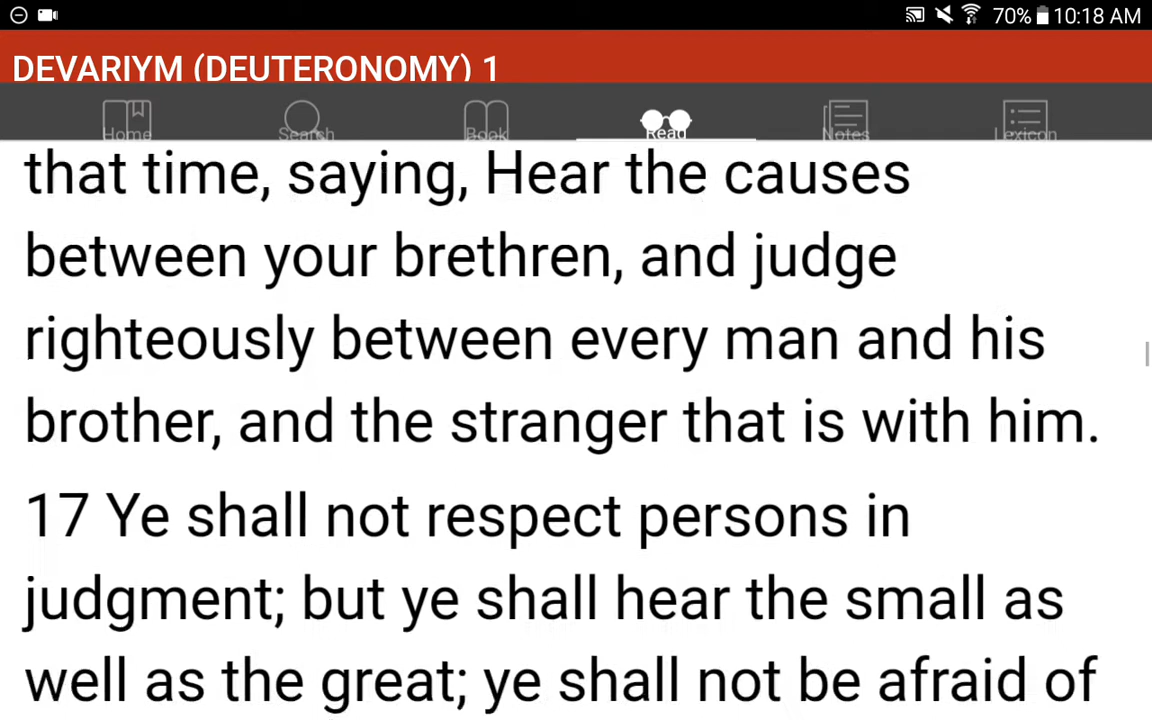 70% 10:18 AM
DEVARIYM (DEUTERONOMY) 1
Home Search Book Read Notes Lexicon
that time, saying, Hear the causes
between your brethren, and judge
righteously between every man and his
brother, and the stranger that is with him.
17 Ye shall not respect persons in
judgment; but ye shall hear the small as
well as the great; ye shall not be afraid of